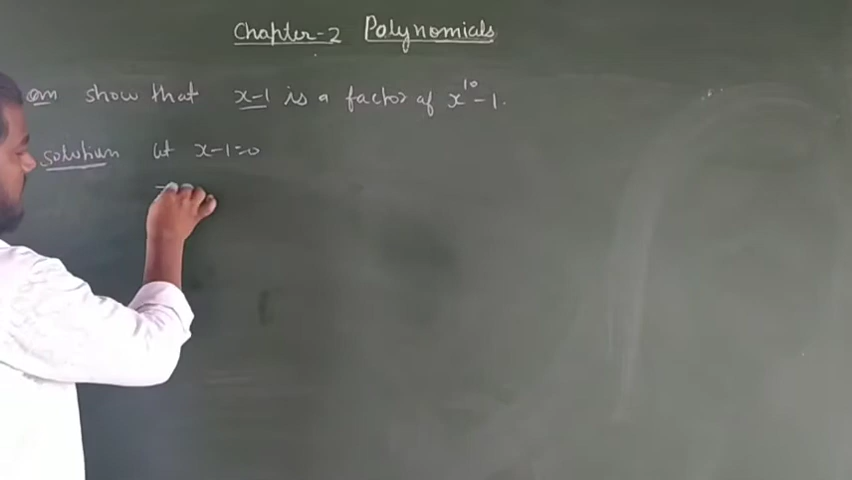 Chapter-2 Polynomials
show that x-1 is a factor of x¹⁰-1.
solution let x-1=0